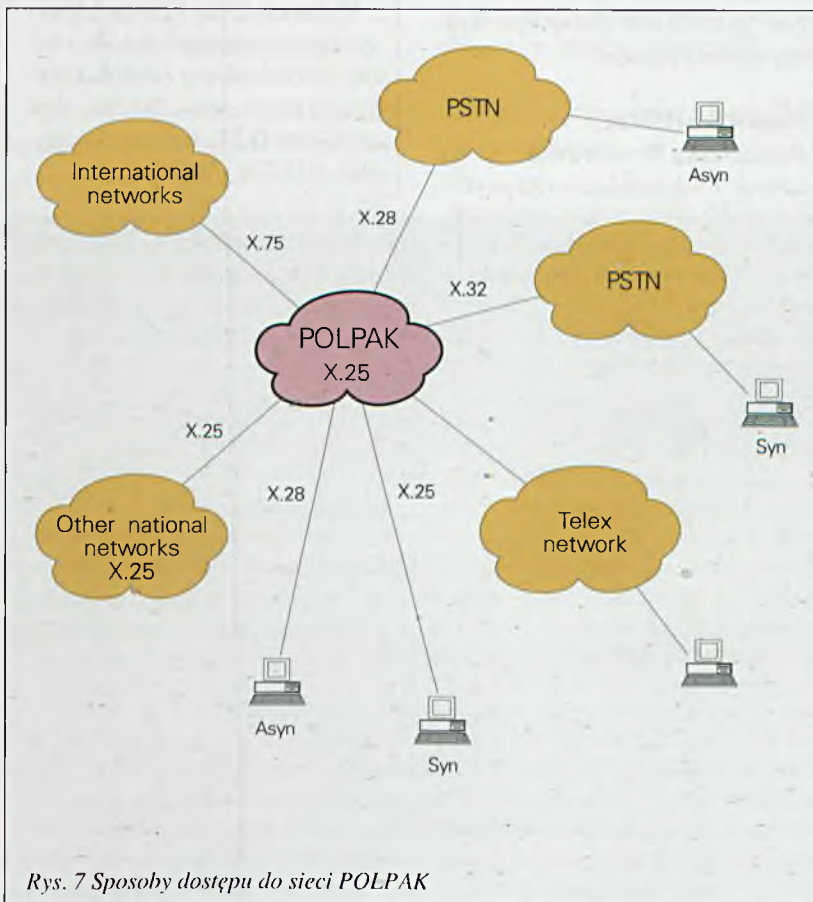 PSTN
Asyn
International
networks
X.28
X.75
PSTN
X.32
POLPAK
X.25
Syn
X.25
X.28
X.25
Other national
networks
X.25
Telex
network
Asyn
Syn
Rys. 7 Sposoby dostępu do sieci POLPAK